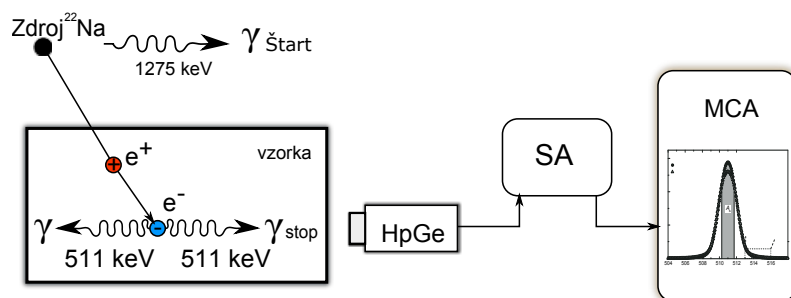 Zdroj ²²Na
γ Štart
1275 keV
vzorka
e⁺
+
e⁻
-
γ
γ stop
511 keV 511 keV
HpGe
SA
MCA
504 506 508 510 512 514 516